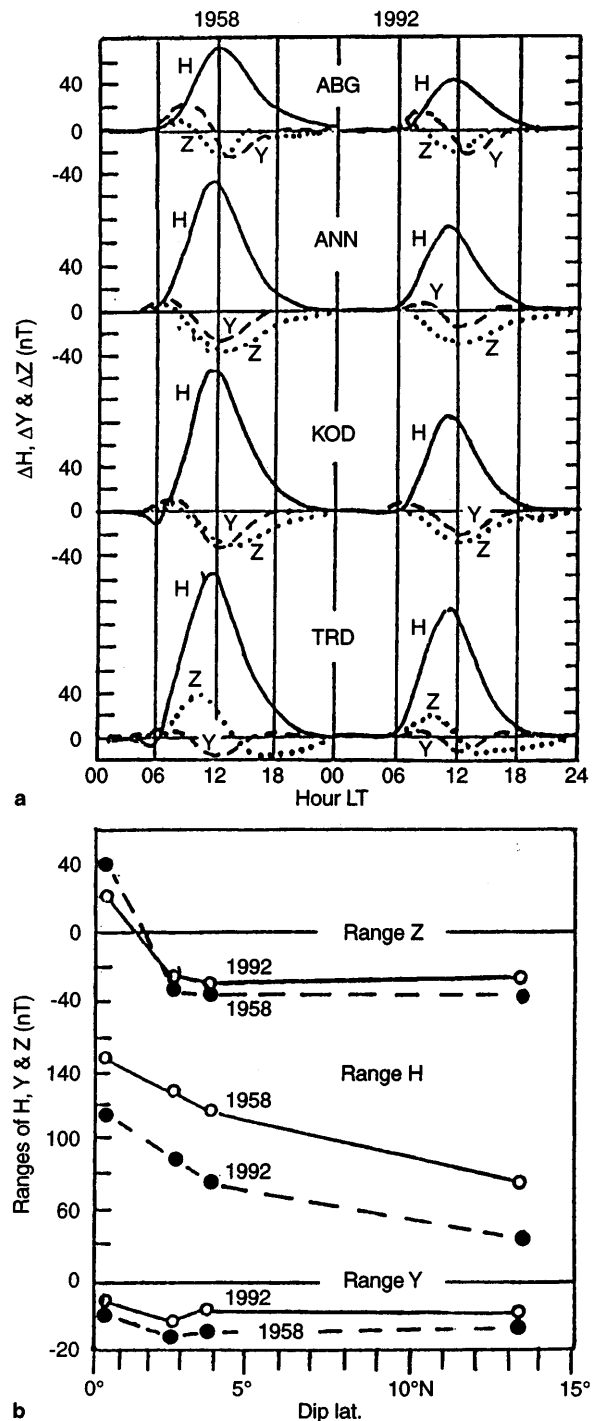 1958 1992
40 H ABG H
0 Z Y Z Y
-40
H ANN H
40
0 Y Z Y Z
-40
H KOD H
40
0 Y Z Y Z
-40
H TRD H
40 Z Z
0 Y Y
ΔH, ΔY & ΔZ (nT)
00 06 12 18 00 06 12 18 24
a Hour LT
40
0 Range Z
1992
-40 1958
140 Range H
1958
100
1992
60
0 Range Y
1992
-20 1958
Ranges of H, Y & Z (nT)
0° 5° 10°N 15°
b Dip lat.